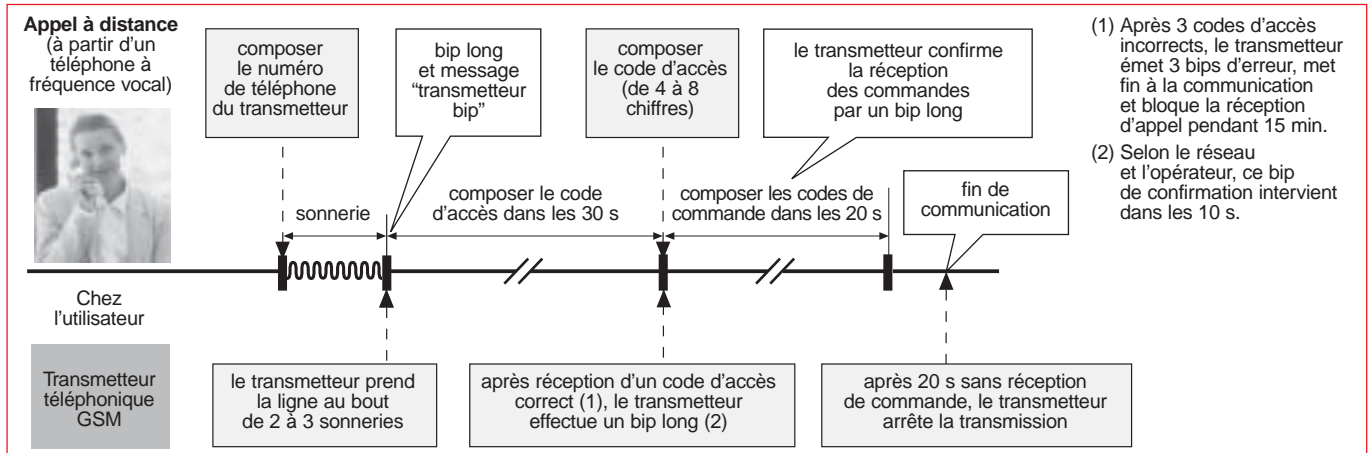 Appel à distance
(à partir d'un
téléphone à
fréquence vocal)
composer
le numéro
de téléphone
du transmetteur
bip long
et message
“transmetteur
bip”
composer
le code d'accès
(de 4 à 8
chiffres)
le transmetteur confirme
la réception
des commandes
par un bip long
(1) Après 3 codes d'accès
incorrects, le transmetteur
émet 3 bips d'erreur, met
fin à la communication
et bloque la réception
d'appel pendant 15 min.
(2) Selon le réseau
et l'opérateur, ce bip
de confirmation intervient
dans les 10 s.
sonnerie
composer le code
d'accès dans les 30 s
composer les codes de
commande dans les 20 s
fin de
communication
Chez
l'utilisateur
Transmetteur
téléphonique
GSM
le transmetteur prend
la ligne au bout
de 2 à 3 sonneries
après réception d'un code d'accès
correct (1), le transmetteur
effectue un bip long (2)
après 20 s sans réception
de commande, le transmetteur
arrête la transmission